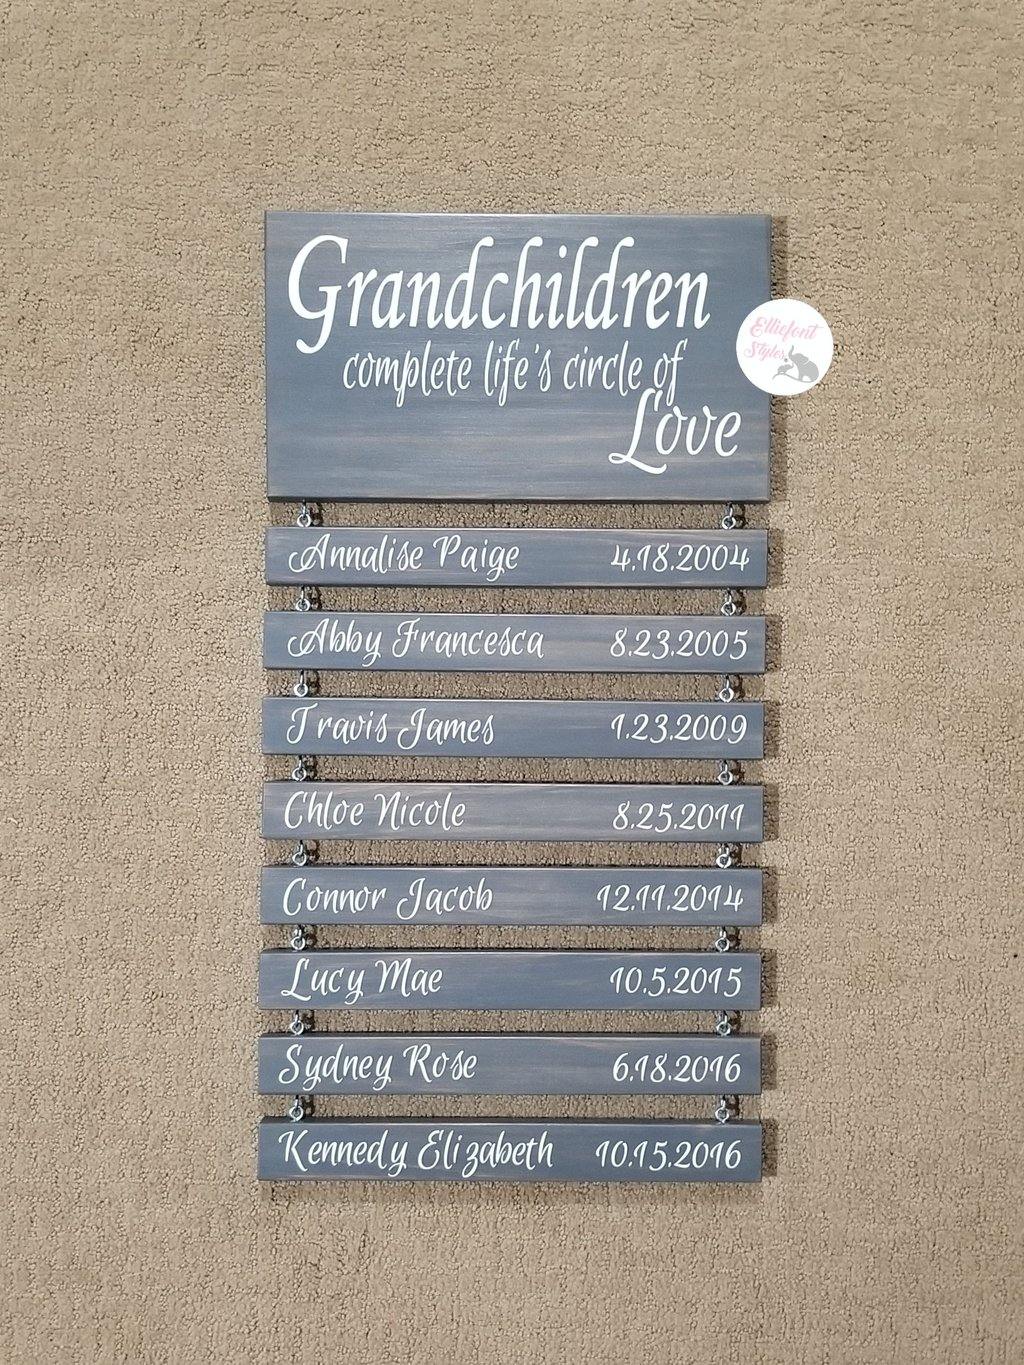 Grandchildren
complete life's circle of
Love
Elliefont
Styles
Annalise Paige 4.18.2004
Abby Francesca 8.23.2005
Travis James 1.23.2009
Chloe Nicole 8.25.2011
Connor Jacob 12.11.2014
Lucy Mae 10.5.2015
Sydney Rose 6.18.2016
Kennedy Elizabeth 10.15.2016